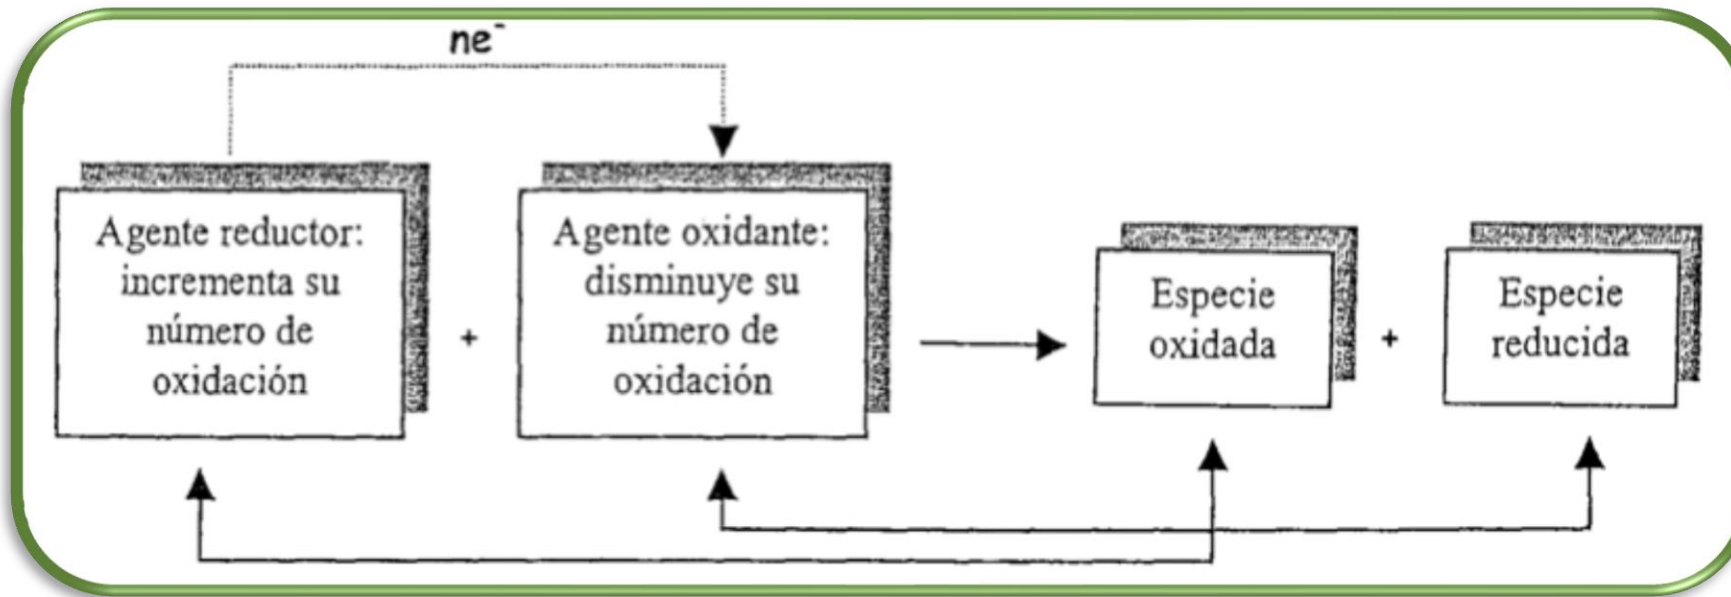 ne⁻
Agente reductor:
incrementa su
número de
oxidación
+
Agente oxidante:
disminuye su
número de
oxidación
Especie
oxidada
+
Especie
reducida